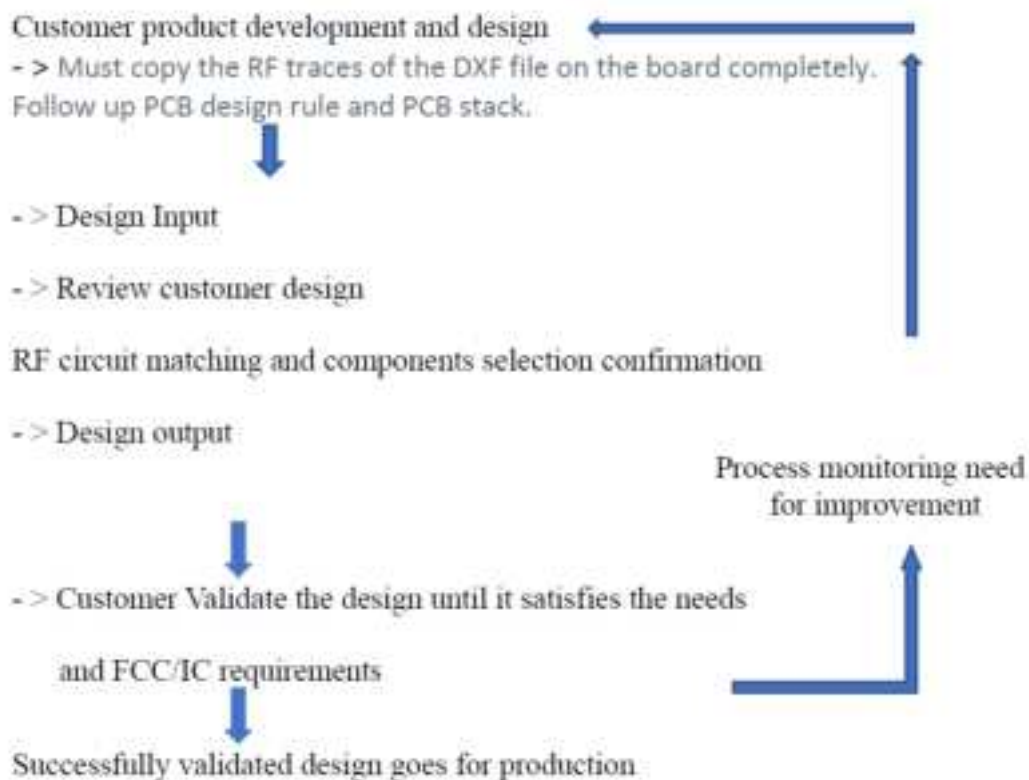 Customer product development and design
- > Must copy the RF traces of the DXF file on the board completely.
Follow up PCB design rule and PCB stack.
- > Design Input
- > Review customer design
RF circuit matching and components selection confirmation
- > Design output
Process monitoring need
for improvement
- > Customer Validate the design until it satisfies the needs
and FCC/IC requirements
Successfully validated design goes for production